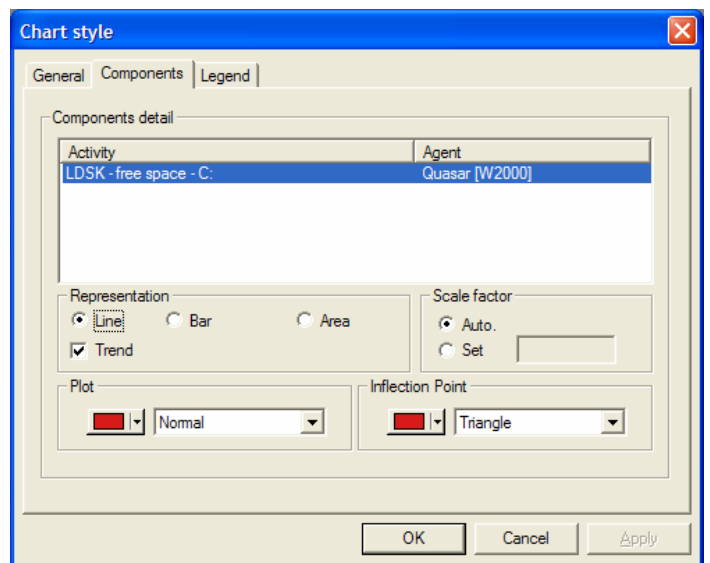 Chart style
General Components Legend
Components detail
Activity Agent
LDSK - free space - C: Quasar [W2000]
Representation
Line Bar Area
Trend
Scale factor
Auto.
Set
Plot
Normal
Inflection Point
Triangle
OK Cancel Apply